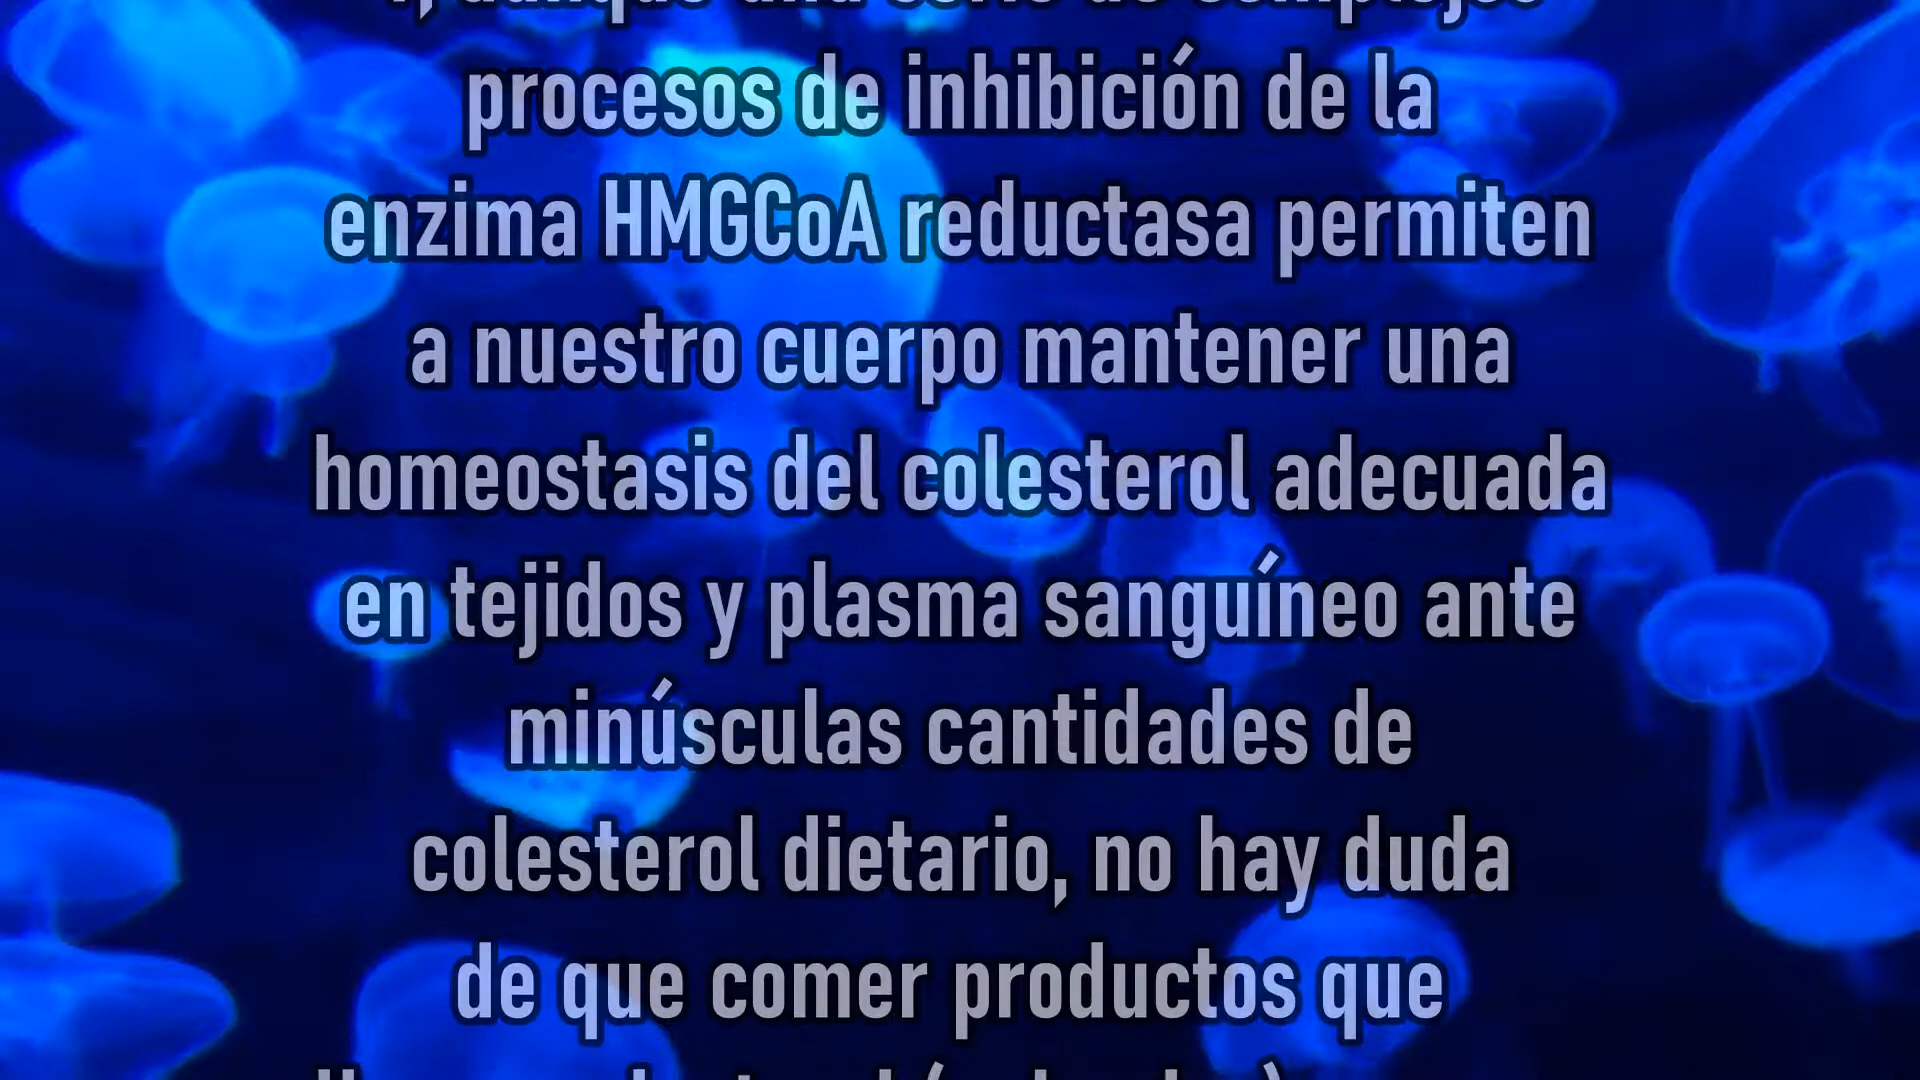 procesos de inhibición de la
enzima HMGCoA reductasa permiten
a nuestro cuerpo mantener una
homeostasis del colesterol adecuada
en tejidos y plasma sanguíneo ante
minúsculas cantidades de
colesterol dietario, no hay duda
de que comer productos que